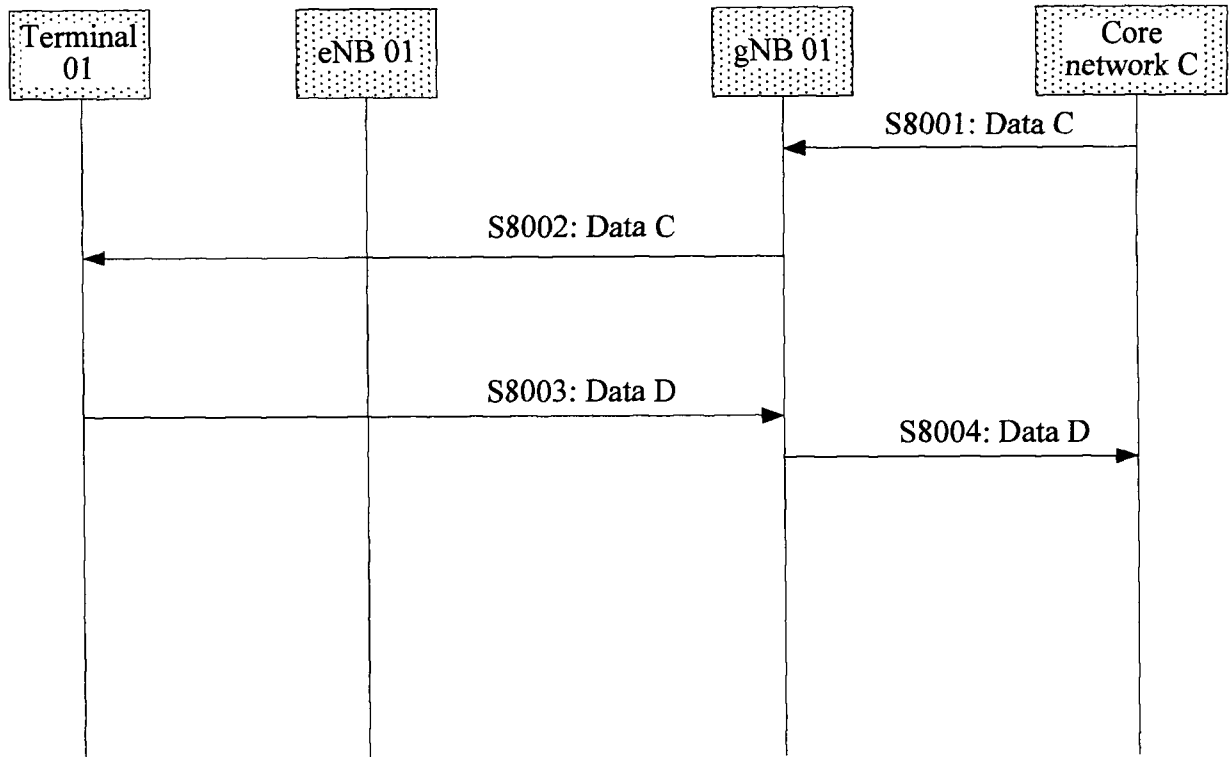 Terminal
01
eNB 01
gNB 01
Core
network C
S8001: Data C
S8002: Data C
S8003: Data D
S8004: Data D